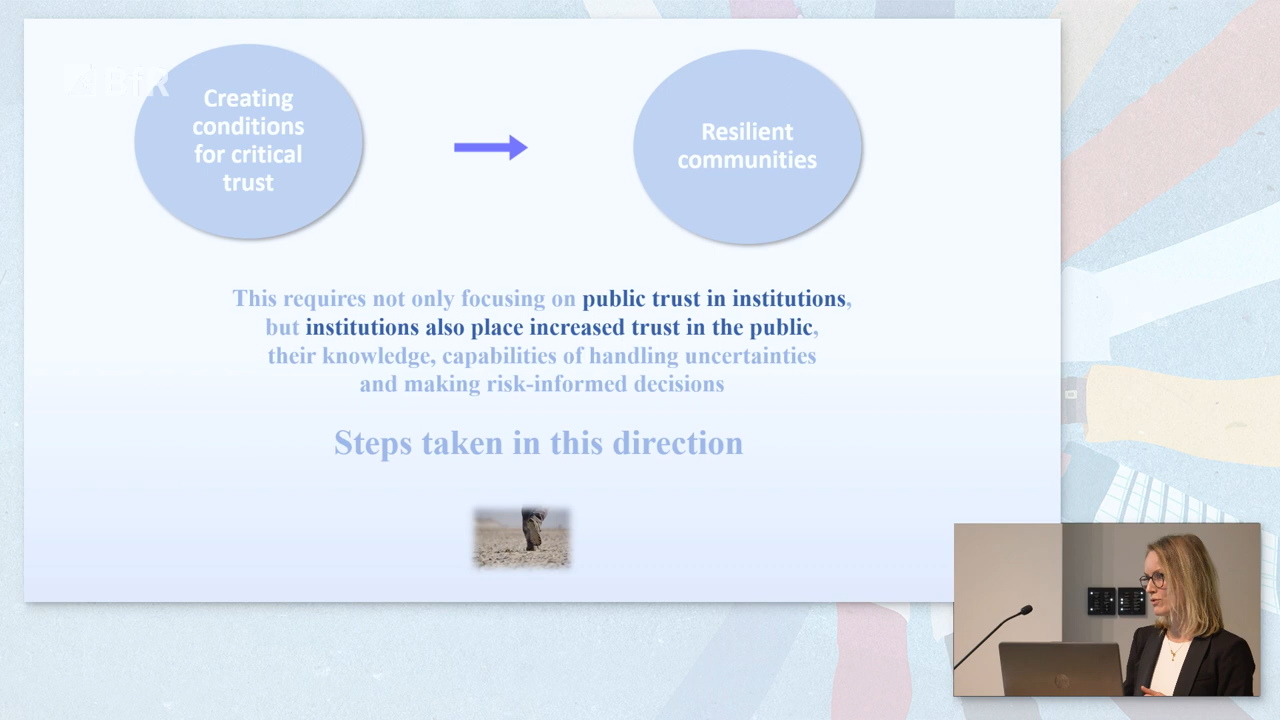 BfR
Creating
conditions
for critical
trust
Resilient
communities
This requires not only focusing on public trust in institutions,
but institutions also place increased trust in the public,
their knowledge, capabilities of handling uncertainties
and making risk-informed decisions
Steps taken in this direction